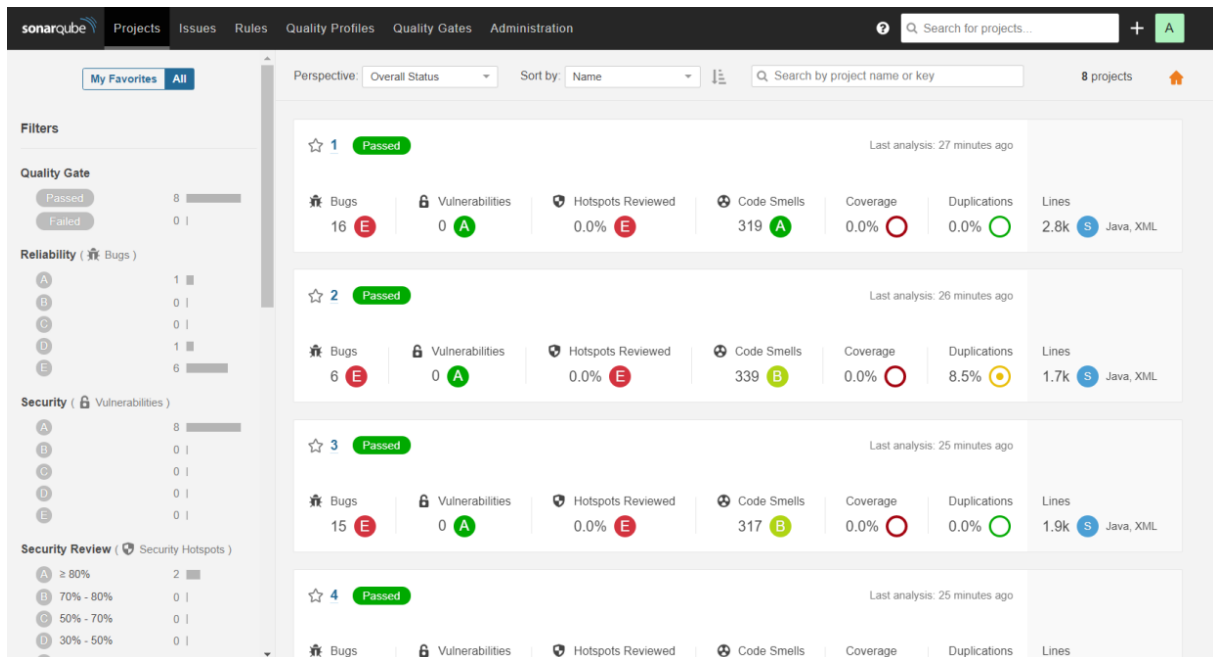 sonarqube Projects Issues Rules Quality Profiles Quality Gates Administration ? Search for projects... + A
My Favorites All
Perspective: Overall Status Sort by: Name Search by project name or key 8 projects
Filters
Quality Gate
Passed 8
Failed 0
Reliability ( Bugs )
A 1
B 0
C 0
D 1
E 6
Security ( Vulnerabilities )
A 8
B 0
C 0
D 0
E 0
Security Review ( Security Hotspots )
A ≥ 80% 2
B 70% - 80% 0
C 50% - 70% 0
D 30% - 50% 0
1 Passed Last analysis: 27 minutes ago
Bugs Vulnerabilities Hotspots Reviewed Code Smells Coverage Duplications Lines
16 E 0 A 0.0% E 319 A 0.0% 0.0% 2.8k S Java, XML
2 Passed Last analysis: 26 minutes ago
Bugs Vulnerabilities Hotspots Reviewed Code Smells Coverage Duplications Lines
6 E 0 A 0.0% E 339 B 0.0% 8.5% 1.7k S Java, XML
3 Passed Last analysis: 25 minutes ago
Bugs Vulnerabilities Hotspots Reviewed Code Smells Coverage Duplications Lines
15 E 0 A 0.0% E 317 B 0.0% 0.0% 1.9k S Java, XML
4 Passed Last analysis: 25 minutes ago
Bugs Vulnerabilities Hotspots Reviewed Code Smells Coverage Duplications Lines